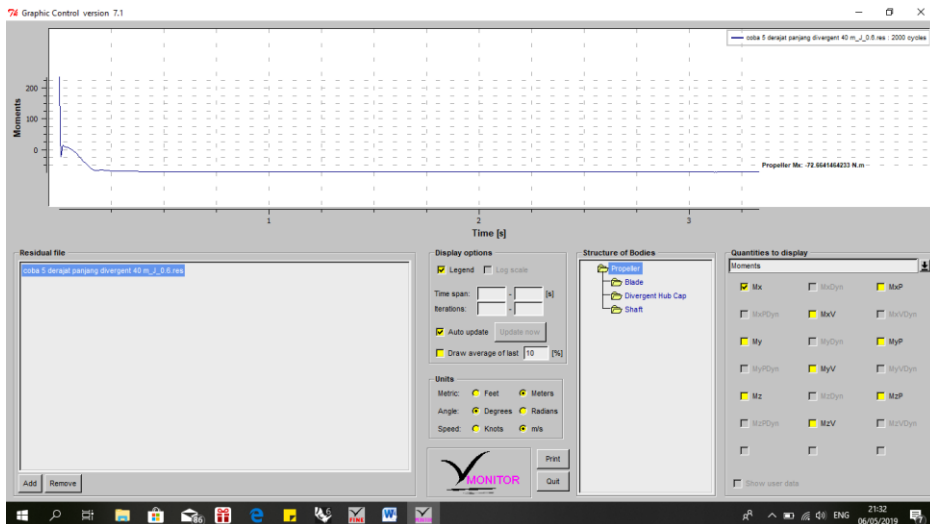 Graphic Control version 7.1
coba 5 derajat panjang divergent 40 m_J_0.6.res : 2000 cycles
Moments
200
100
0
Propeller Mx: -72.6641464233 N.m
1
2
3
Time [s]
Residual file
coba 5 derajat panjang divergent 40 m_J_0.6.res
Add
Remove
Display options
Legend
Log scale
Time span:
-
[s]
Iterations:
-
Auto update
Update now
Draw average of last
10
[%]
Units
Metric:
Feet
Meters
Angle:
Degrees
Radians
Speed:
Knots
m/s
MONITOR
Print
Quit
Structure of Bodies
Propeller
Blade
Divergent Hub Cap
Shaft
Quantities to display
Moments
Mx
MxDyn
MxP
MxPDyn
MxV
MxVDyn
My
MyDyn
MyP
MyPDyn
MyV
MyVDyn
Mz
MzDyn
MzP
MzPDyn
MzV
MzVDyn
Show user data
86
FINE
ENG
21:32
06/05/2019